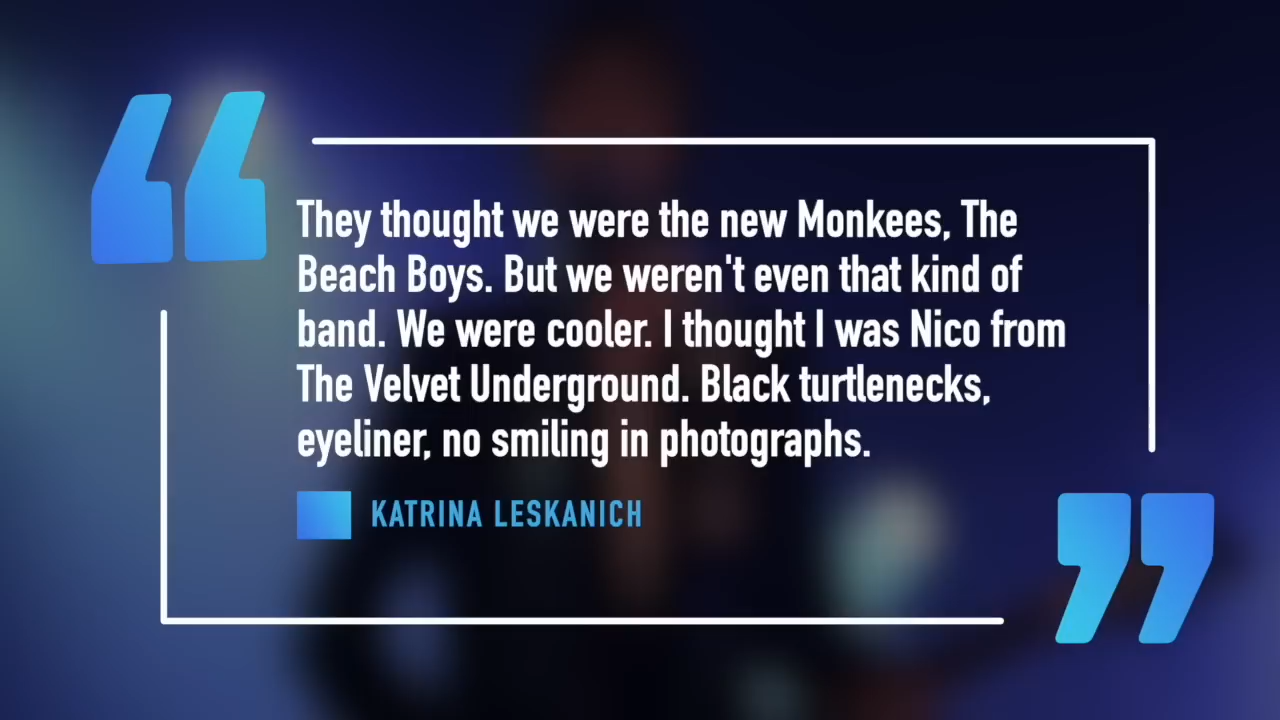 They thought we were the new Monkees, The
Beach Boys. But we weren't even that kind of
band. We were cooler. I thought I was Nico from
The Velvet Underground. Black turtlenecks,
eyeliner, no smiling in photographs.
KATRINA LESKANICH